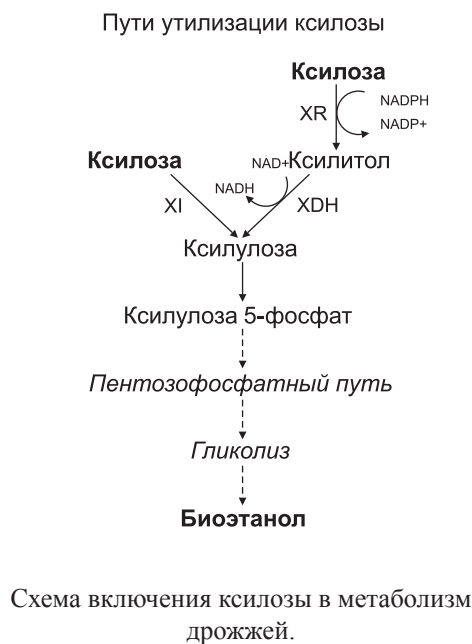 Пути утилизации ксилозы
Ксилоза
XR
NADPH
NADP+
Ксилоза
NAD+
Ксилитол
NADH
XI
XDH
Ксилулоза
Ксилулоза 5-фосфат
Пентозофосфатный путь
Гликолиз
Биоэтанол
Схема включения ксилозы в метаболизм
дрожжей.